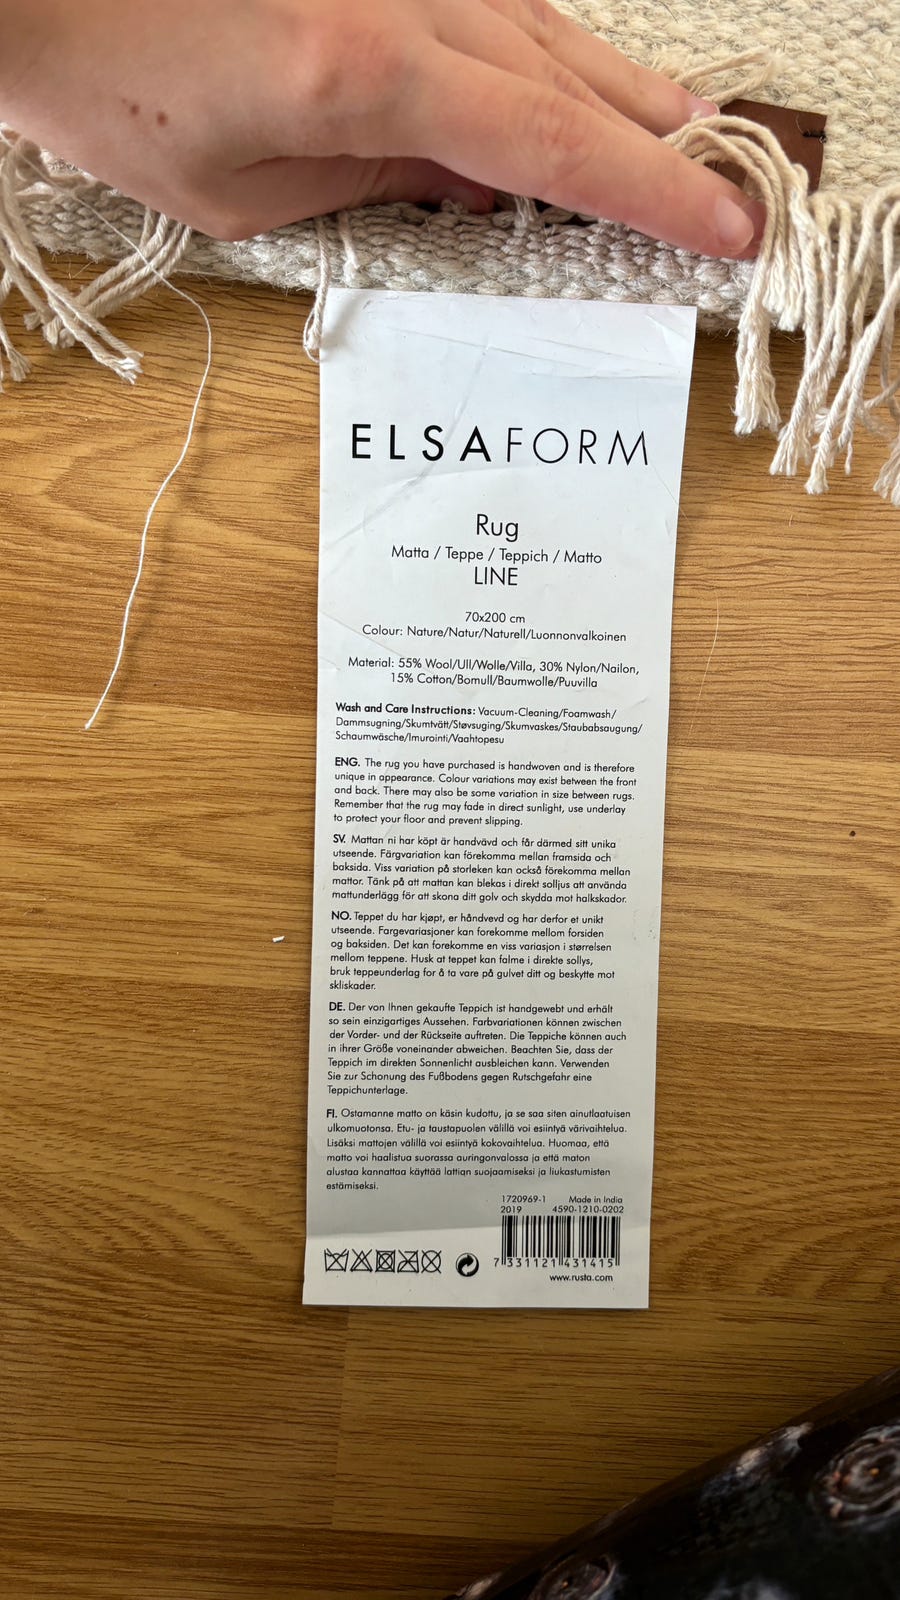 ELSAFORM
Rug
Matta / Teppe / Teppich / Matto
LINE
70x200 cm
Colour: Nature/Natur/Naturell/Luonnonvalkoinen
Material: 55% Wool/Ull/Wolle/Villa, 30% Nylon/Nailon,
15% Cotton/Bomull/Baumwolle/Puuvilla
Wash and Care Instructions: Vacuum-Cleaning/Foamwash/
Dammsugning/Skumtvätt/Støvsuging/Skumvaskes/Staubabsaugung/
Schaumwäsche/Imurointi/Vaahtopesu
ENG. The rug you have purchased is handwoven and is therefore
unique in appearance. Colour variations may exist between the front
and back. There may also be some variation in size between rugs.
Remember that the rug may fade in direct sunlight, use underlay
to protect your floor and prevent slipping.
SV. Mattan ni har köpt är handvävd och får därmed sitt unika
utseende. Färgvariation kan förekomma mellan framsida och
baksida. Viss variation på storleken kan också förekomma mellan
mattor. Tänk på att mattan kan blekas i direkt solljus att använda
mattunderlägg för att skona ditt golv och skydda mot halkskador.
NO. Teppet du har kjøpt, er håndvevd og har derfor et unikt
utseende. Fargevariasjoner kan forekomme mellom forsiden
og baksiden. Det kan forekomme en viss variasjon i størrelsen
mellom teppene. Husk at teppet kan falme i direkte sollys,
bruk teppeunderlag for å ta vare på gulvet ditt og beskytte mot
skliskader.
DE. Der von Ihnen gekaufte Teppich ist handgewebt und erhält
so sein einzigartiges Aussehen. Farbvariationen können zwischen
der Vorder- und der Rückseite auftreten. Die Teppiche können auch
in ihrer Größe voneinander abweichen. Beachten Sie, dass der
Teppich im direkten Sonnenlicht ausbleichen kann. Verwenden
Sie zur Schonung des Fußbodens gegen Rutschgefahr eine
Teppichunterlage.
FI. Ostamanne matto on käsin kudottu, ja se saa siten ainutlaatuisen
ulkomuotonsa. Etu- ja taustapuolen välillä voi esiintyä värivaihtelua.
Lisäksi mattojen välillä voi esiintyä kokovaihtelua. Huomaa, että
matto voi haalistua suorassa auringonvalossa ja että maton
alustaa kannattaa käyttää lattian suojaamiseksi ja liukastumisten
estämiseksi.
1720969-1 Made in India
2019 4590-1210-0202
7 331121 431415
www.rusta.com